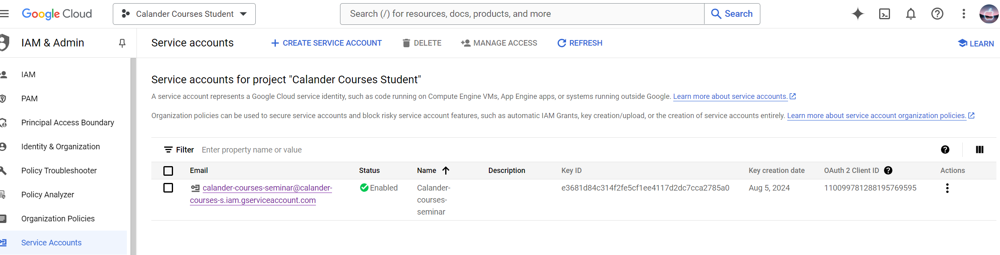 Google Cloud
Calander Courses Student
Search (/) for resources, docs, products, and more
Search
IAM & Admin
Service accounts
CREATE SERVICE ACCOUNT
DELETE
MANAGE ACCESS
REFRESH
LEARN
IAM
PAM
Principal Access Boundary
Identity & Organization
Policy Troubleshooter
Policy Analyzer
Organization Policies
Service Accounts
Service accounts for project "Calander Courses Student"
A service account represents a Google Cloud service identity, such as code running on Compute Engine VMs, App Engine apps, or systems running outside Google. Learn more about service accounts.
Organization policies can be used to secure service accounts and block risky service account features, such as automatic IAM Grants, key creation/upload, or the creation of service accounts entirely. Learn more about service account organization policies.
Filter Enter property name or value
Email Status Name Description Key ID Key creation date OAuth 2 Client ID Actions
calander-courses-seminar@calander- Enabled Calander- e3681d84c314f2fe5cf1ee4117d2dc7cca2785a0 Aug 5, 2024 110099781288195769595
courses-s.iam.gserviceaccount.com courses-
seminar